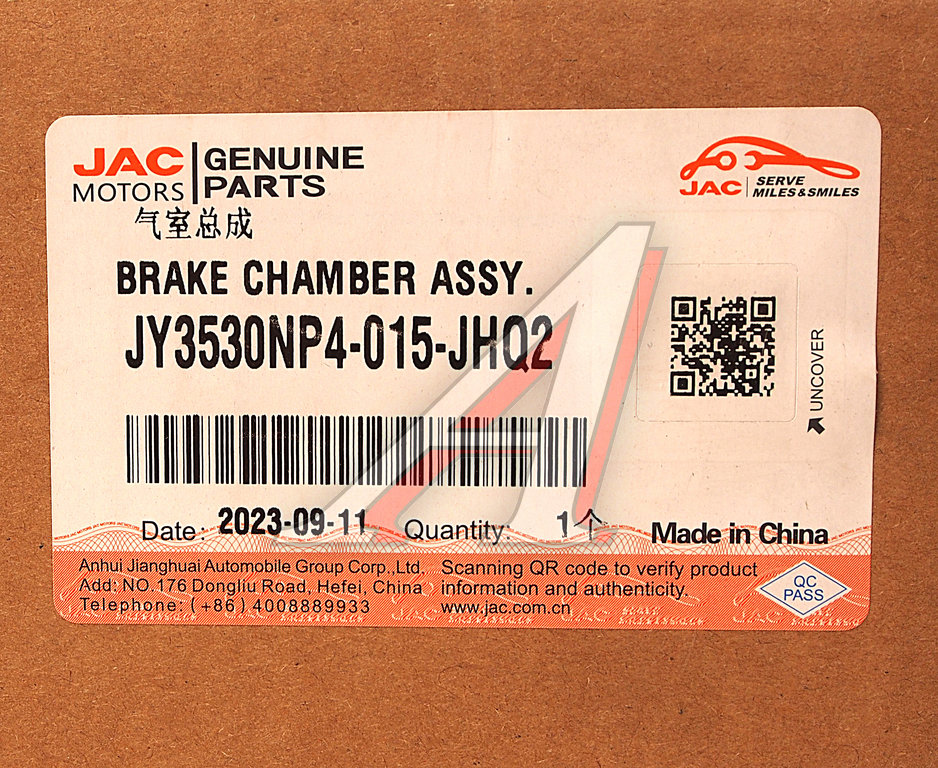 JAC
MOTORS
GENUINE
PARTS
JAC
SERVE
MILES & SMILES
气室总成
BRAKE CHAMBER ASSY.
JY3530NP4-015-JHQ2
UNCOVER
Date: 2023-09-11 Quantity: 1个
Made in China
Anhui Jianghuai Automobile Group Corp.,Ltd.
Add: NO.176 Dongliu Road, Hefei, China
Telephone: (+86) 4008889933
Scanning QR code to verify product
information and authenticity.
www.jac.com.cn
QC
PASS